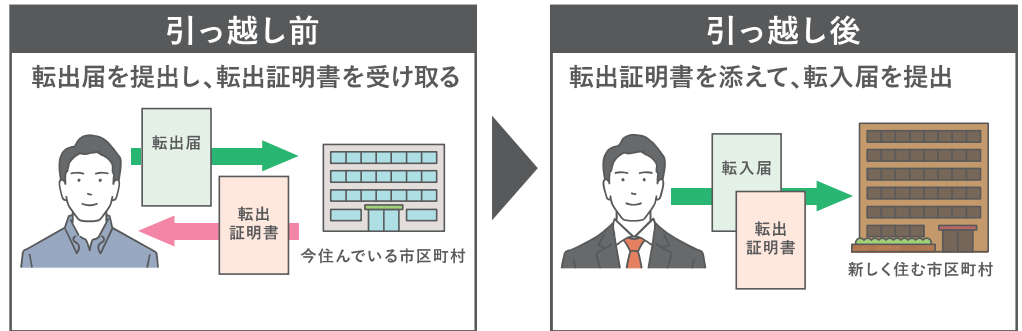 引っ越し前
転出届を提出し、転出証明書を受け取る
転出届
転出
証明書
今住んでいる市区町村
引っ越し後
転出証明書を添えて、転入届を提出
転入届
転出
証明書
新しく住む市区町村